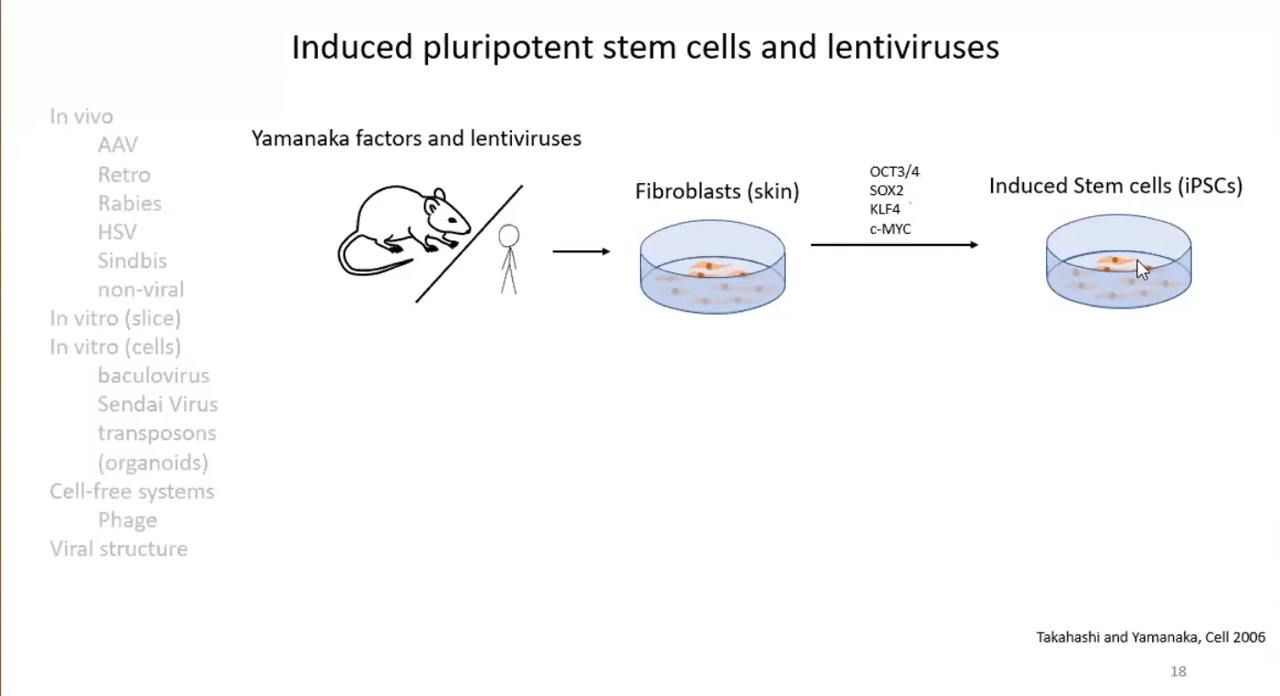 Induced pluripotent stem cells and lentiviruses
In vivo
AAV
Retro
Rabies
HSV
Sindbis
non-viral
In vitro (slice)
In vitro (cells)
baculovirus
Sendai Virus
transposons
(organoids)
Cell-free systems
Phage
Viral structure
Yamanaka factors and lentiviruses
Fibroblasts (skin)
OCT3/4
SOX2
KLF4
c-MYC
Induced Stem cells (iPSCs)
Takahashi and Yamanaka, Cell 2006
18